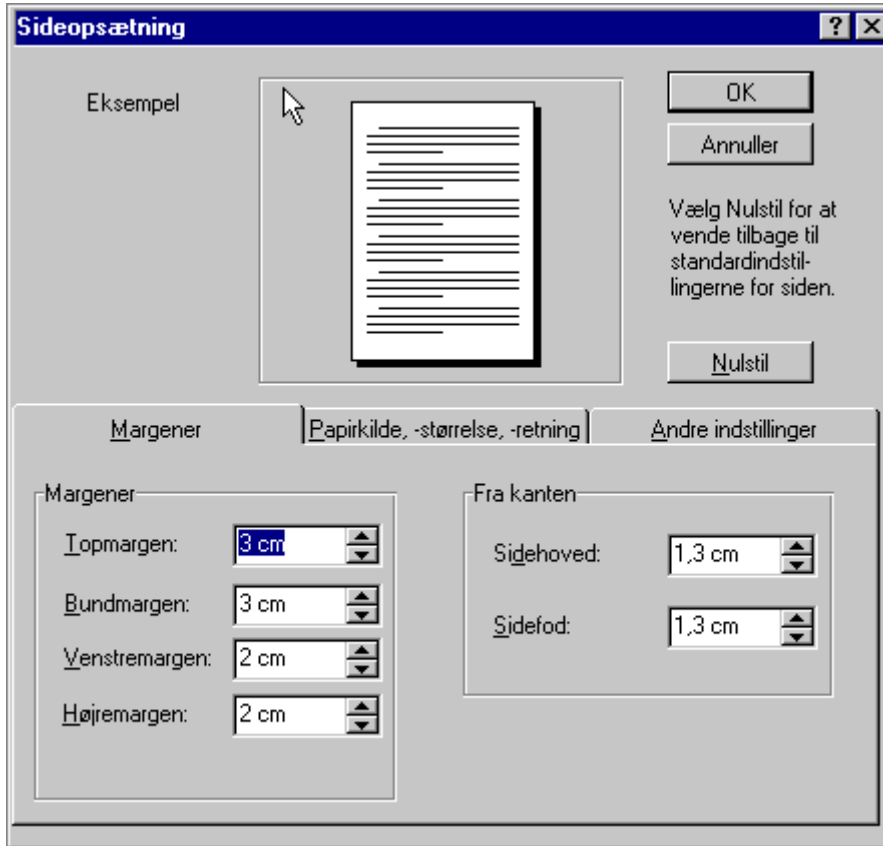 Sideopsætning
Eksempel
OK
Annuller
Vælg Nulstil for at
vende tilbage til
standardindstil-
lingerne for siden.
Nulstil
Margener
Papirkilde, -størrelse, -retning
Andre indstillinger
Margener
Topmargen: 3 cm
Bundmargen: 3 cm
Venstremargen: 2 cm
Højremargen: 2 cm
Fra kanten
Sidehoved: 1,3 cm
Sidefod: 1,3 cm